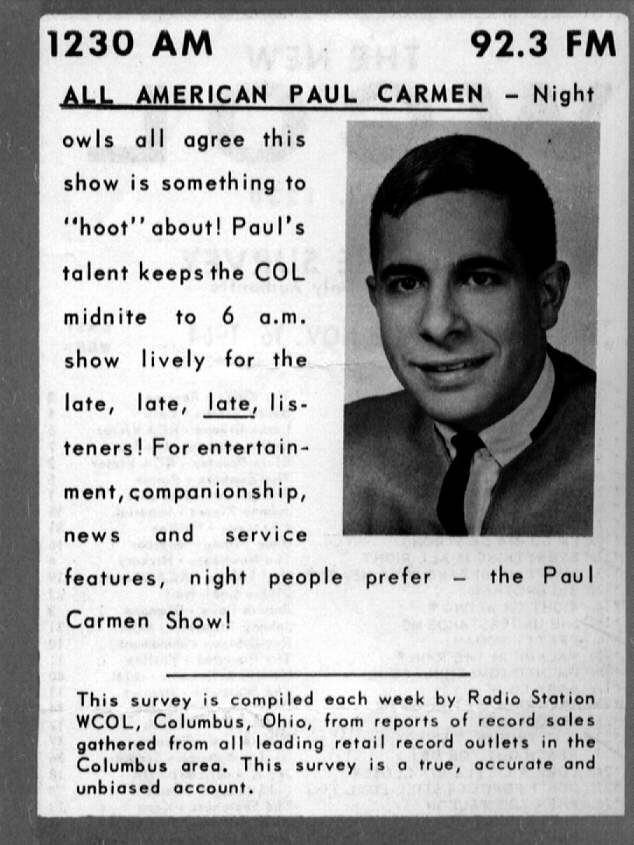 1230 AM 92.3 FM
ALL AMERICAN PAUL CARMEN – Night
owls all agree this
show is something to
"hoot" about! Paul's
talent keeps the COL
midnite to 6 a.m.
show lively for the
late, late, late, lis-
teners! For entertain-
ment, companionship,
news and service
features, night people prefer – the Paul
Carmen Show!
This survey is compiled each week by Radio Station
WCOL, Columbus, Ohio, from reports of record sales
gathered from all leading retail record outlets in the
Columbus area. This survey is a true, accurate and
unbiased account.